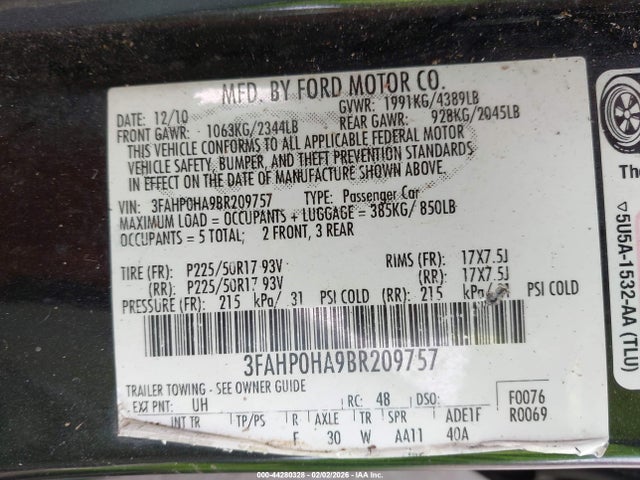 MFD. BY FORD MOTOR CO.
DATE: 12/10 GVWR: 1991KG/4389LB
FRONT GAWR: 1063KG/2344LB REAR GAWR: 928KG/2045LB
THIS VEHICLE CONFORMS TO ALL APPLICABLE FEDERAL MOTOR
VEHICLE SAFETY, BUMPER, AND THEFT PREVENTION STANDARDS
IN EFFECT ON THE DATE OF MANUFACTURE SHOWN ABOVE.
VIN: 3FAHP0HA9BR209757 TYPE: Passenger Car
MAXIMUM LOAD = OCCUPANTS + LUGGAGE = 385KG/ 850LB
OCCUPANTS = 5 TOTAL; 2 FRONT, 3 REAR
TIRE (FR): P225/50R17 93V RIMS (FR): 17X7.5J
(RR): P225/50R17 93V (RR): 17X7.5J
PRESSURE (FR): 215 kPa/ 31 PSI COLD (RR): 215 kPa/ PSI COLD
3FAHP0HA9BR209757
TRAILER TOWING - SEE OWNER GUIDE
EXT PNT: UH RC: 48 DSO: F0076
R0069
INT TR TP/PS R AXLE TR SPR ADE1F
F 30 W AA11 40A
The
5U5A-1532-AA (TLU)
000-44280328 - 02/02/2026 - IAA Inc.